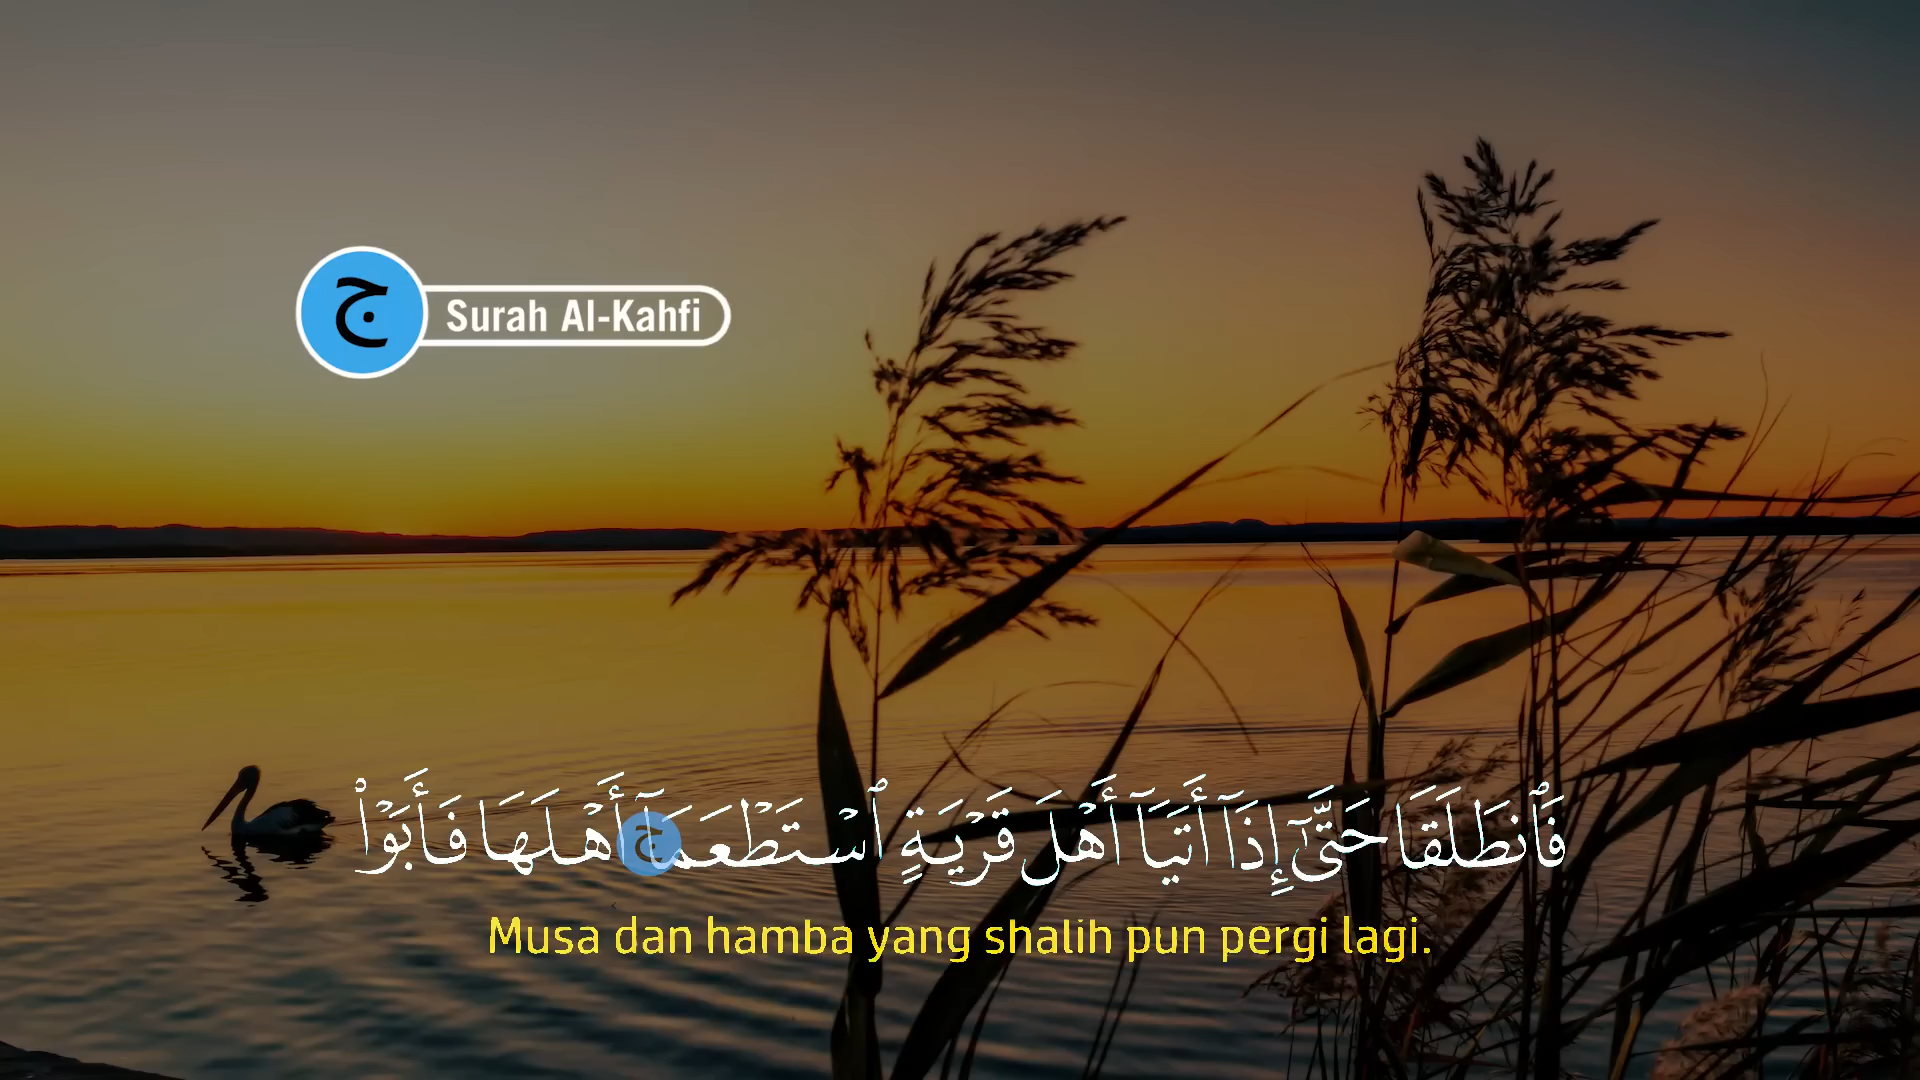 ج
Surah Al-Kahfi
فَٱنطَلَقَا حَتَّىٰٓ إِذَآ أَتَيَآ أَهْلَ قَرْيَةٍ ٱسْتَطْعَمَآ أَهْلَهَا فَأَبَوْا۟
ج
Musa dan hamba yang shalih pun pergi lagi.